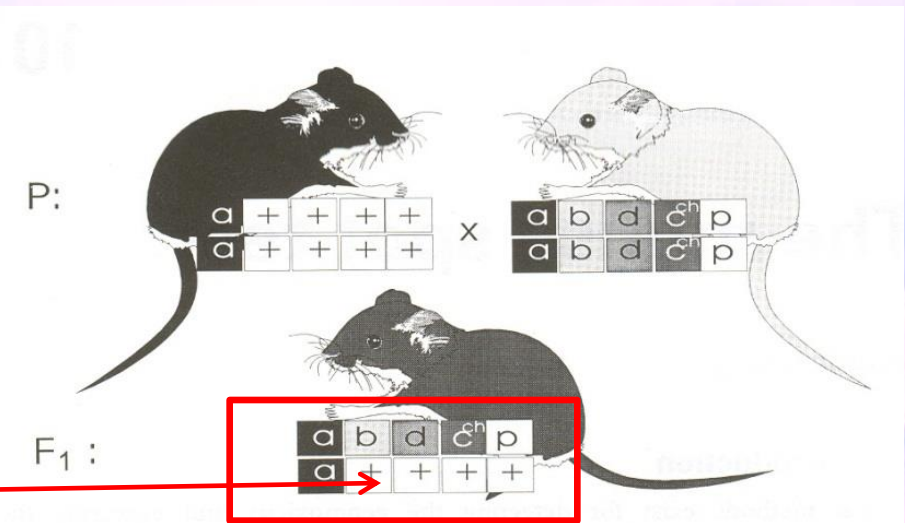 P:
a + + + +
a + + + +
x
a b d c^ch p
a b d c^ch p
F₁ :
a b d c^ch p
a + + + +